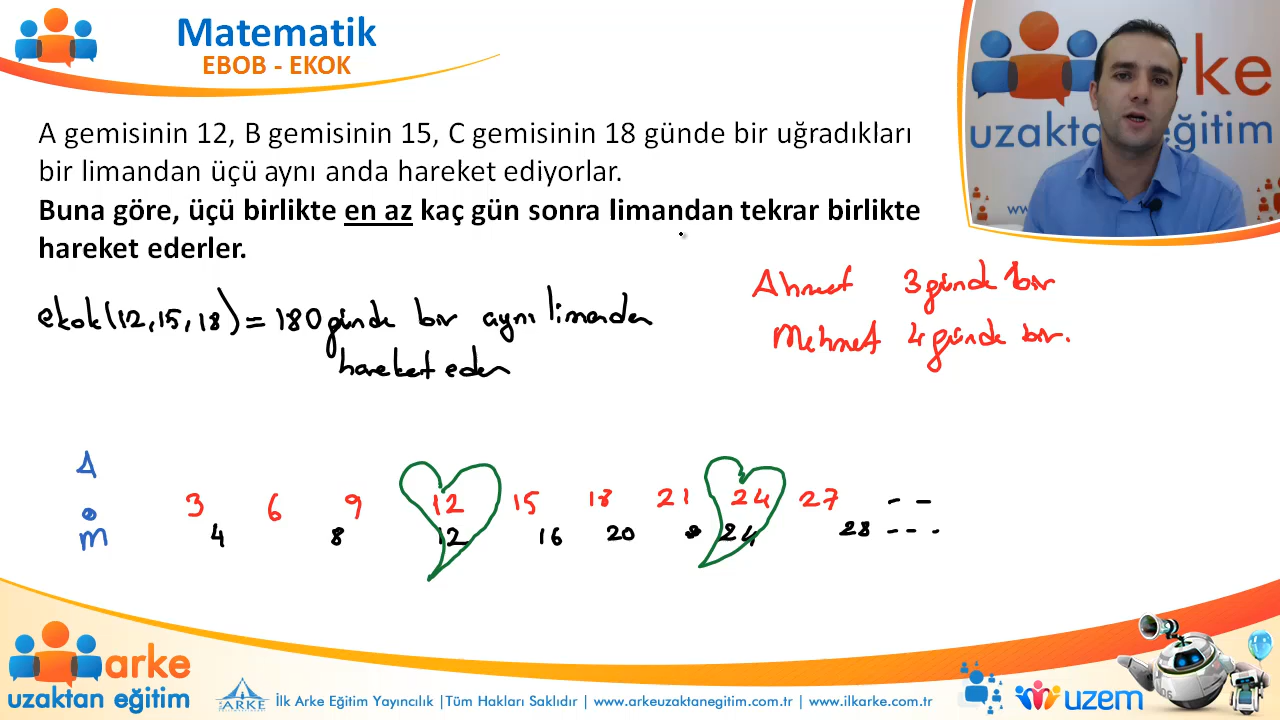 Matematik
EBOB - EKOK
arke
uzaktan eğitim
www
A gemisinin 12, B gemisinin 15, C gemisinin 18 günde bir uğradıkları
bir limandan üçü aynı anda hareket ediyorlar.
Buna göre, üçü birlikte en az kaç gün sonra limandan tekrar birlikte
hareket ederler.
Ahmet 3 günde bir
Mehmet 4 günde bir.
ekok(12,15,18) = 180 günde bir aynı limandan
hareket eder
A
3 6 9 12 15 18 21 24 27 - -
M 4 8 12 16 20 24 28 - - -
arke
uzaktan eğitim
ARKE
İlk Arke Eğitim Yayıncılık | Tüm Hakları Saklıdır | www.arkeuzaktanegitim.com.tr | www.ilkarke.com.tr
uzem